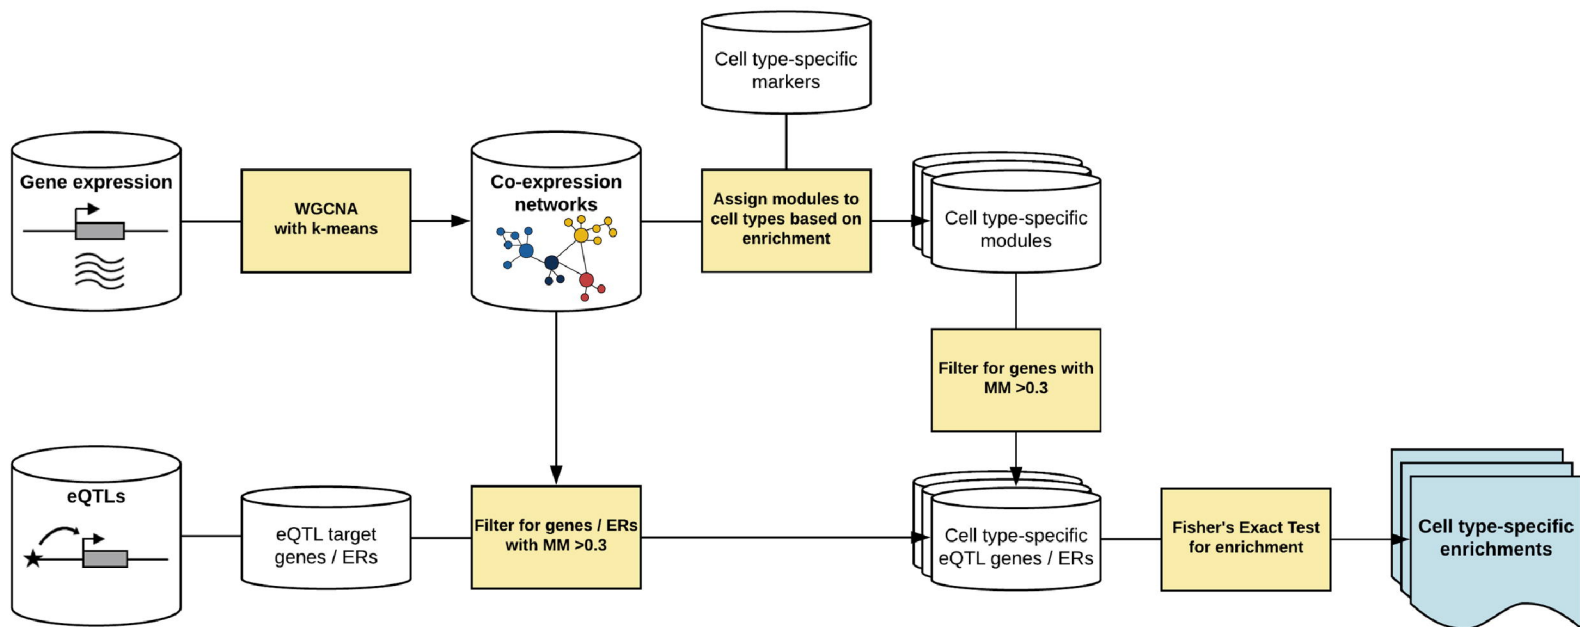 Cell type-specific
markers
Gene expression
WGCNA
with k-means
Co-expression
networks
Assign modules to
cell types based on
enrichment
Cell type-specific
modules
Filter for genes with
MM >0.3
eQTLs
eQTL target
genes / ERs
Filter for genes / ERs
with MM >0.3
Cell type-specific
eQTL genes / ERs
Fisher's Exact Test
for enrichment
Cell type-specific
enrichments